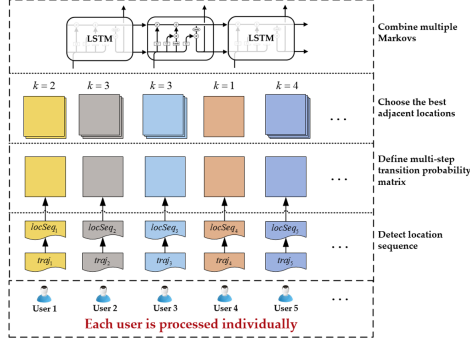 LSTM
LSTM
Combine multiple
Markovs
k = 2
k = 3
k = 3
k = 1
k = 4
Choose the best
adjacent locations
. . .
Define multi-step
transition probability
matrix
. . .
locSeq1
locSeq2
locSeq3
locSeq4
locSeq5
Detect location
sequence
traj1
traj2
traj3
traj4
traj5
. . .
User 1
User 2
User 3
User 4
User 5
. . .
Each user is processed individually